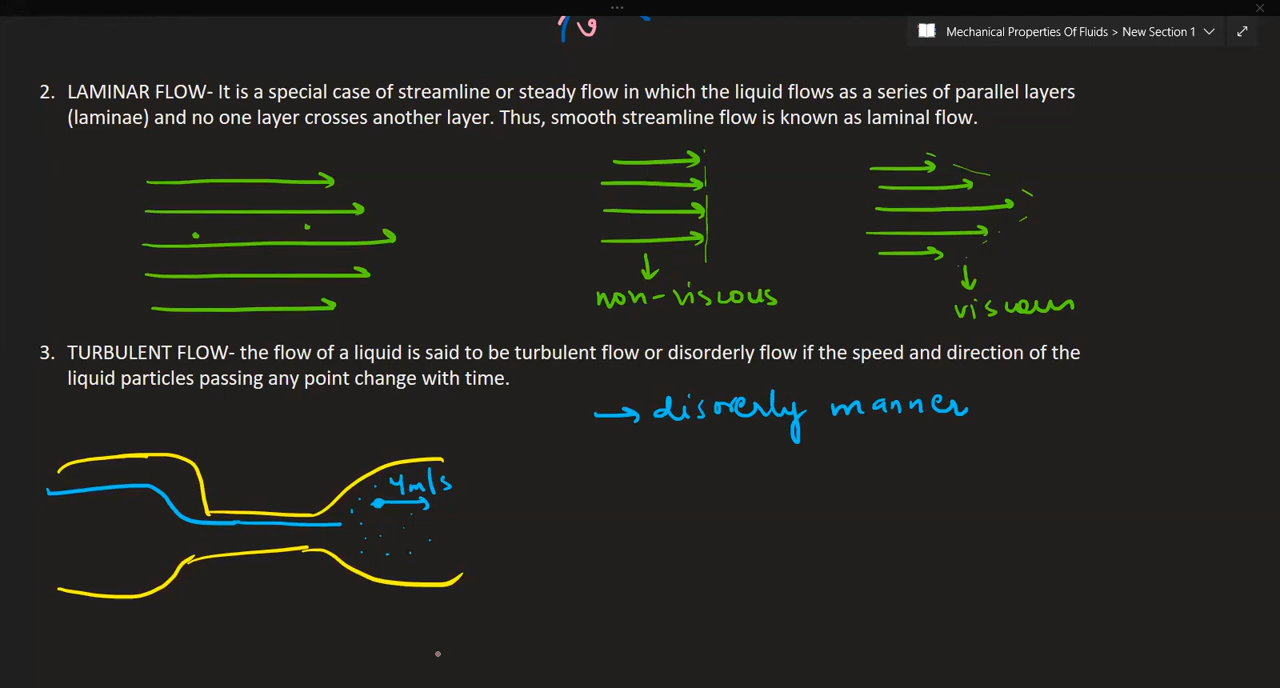 Mechanical Properties Of Fluids > New Section 1
2. LAMINAR FLOW- It is a special case of streamline or steady flow in which the liquid flows as a series of parallel layers
(laminae) and no one layer crosses another layer. Thus, smooth streamline flow is known as laminal flow.
non-viscous
viscous
3. TURBULENT FLOW- the flow of a liquid is said to be turbulent flow or disorderly flow if the speed and direction of the
liquid particles passing any point change with time.
manner
4m/s